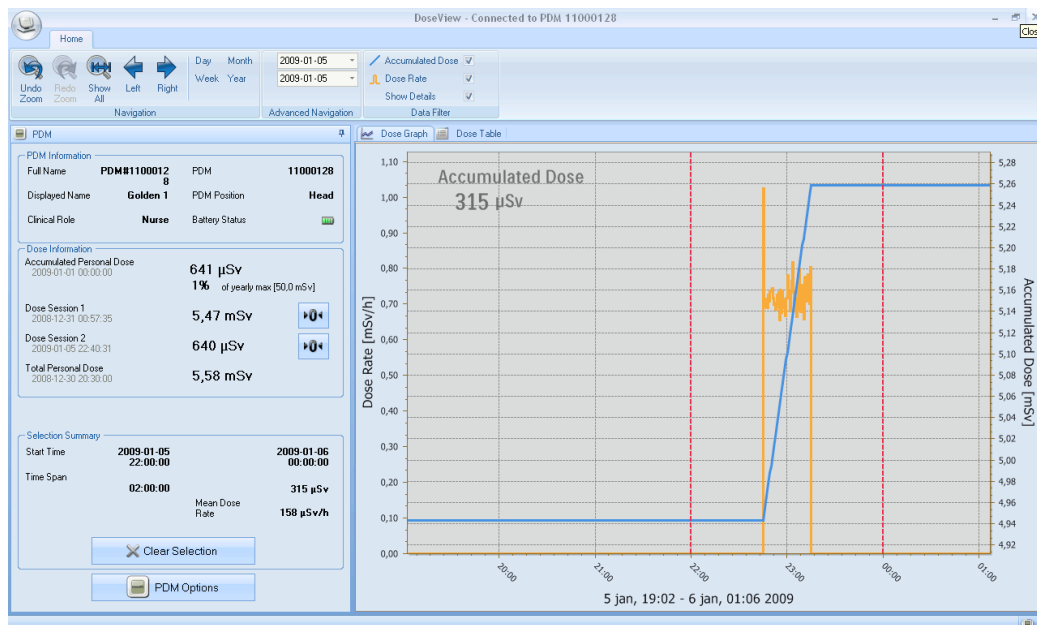 DoseView - Connected to PDM 11000128
Clos
Home
Undo Zoom
Redo Zoom
Show All
Left
Right
Day Month
Week Year
Navigation
2009-01-05
2009-01-05
Advanced Navigation
Accumulated Dose
Dose Rate
Show Details
Data Filter
PDM
PDM Information
Full Name PDM#11000128 PDM 11000128
Displayed Name Golden 1 PDM Position Head
Clinical Role Nurse Battery Status
Dose Information
Accumulated Personal Dose
2009-01-01 00:00:00
641 µSv
1% of yearly max [50,0 mSv]
Dose Session 1
2008-12-31 00:57:35
5,47 mSv
0
Dose Session 2
2009-01-05 22:40:31
640 µSv
0
Total Personal Dose
2008-12-30 20:30:00
5,58 mSv
Selection Summary
Start Time 2009-01-05 22:00:00 2009-01-06 00:00:00
Time Span 02:00:00 315 µSv
Mean Dose Rate 158 µSv/h
Clear Selection
PDM Options
Dose Graph Dose Table
Accumulated Dose
315 µSv
Dose Rate [mSv/h]
1,10
1,00
0,90
0,80
0,70
0,60
0,50
0,40
0,30
0,20
0,10
0,00
5,28
5,26
5,24
5,22
5,20
5,18
5,16
5,14
5,12
5,10
5,08
5,06
5,04
5,02
5,00
4,98
4,96
4,94
4,92
Accumulated Dose [mSv]
20:00 21:00 22:00 23:00 00:00 01:00
5 jan, 19:02 - 6 jan, 01:06 2009